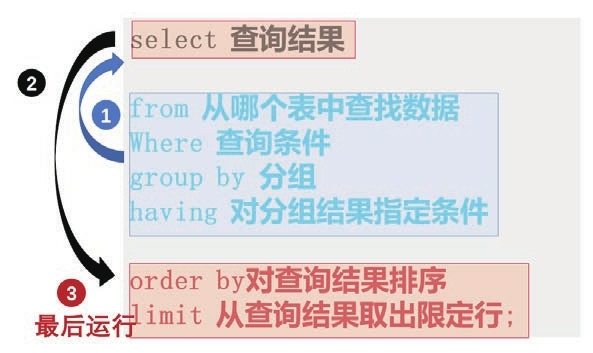 select 查询结果
2
1
from 从哪个表中查找数据
Where 查询条件
group by 分组
having 对分组结果指定条件
3
order by对查询结果排序
最后运行
limit 从查询结果取出限定行;